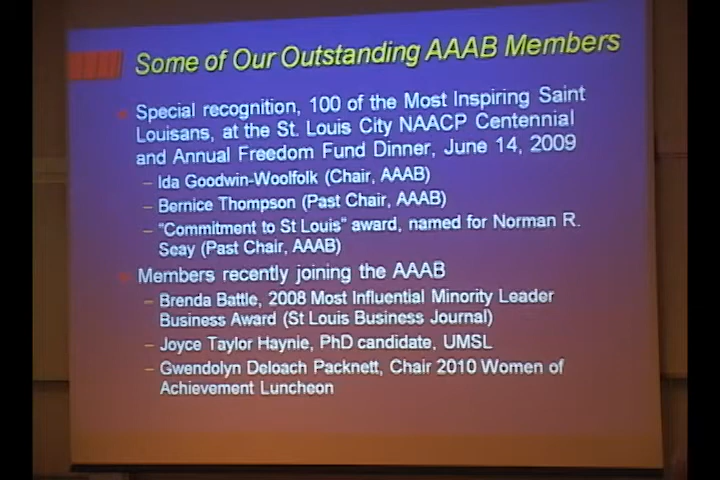 Some of Our Outstanding AAAB Members
Special recognition, 100 of the Most Inspiring Saint
Louisans, at the St. Louis City NAACP Centennial
and Annual Freedom Fund Dinner, June 14, 2009
– Ida Goodwin-Woolfolk (Chair, AAAB)
– Bernice Thompson (Past Chair, AAAB)
– "Commitment to St Louis" award, named for Norman R.
Seay (Past Chair, AAAB)
Members recently joining the AAAB
– Brenda Battle, 2008 Most Influential Minority Leader
Business Award (St Louis Business Journal)
– Joyce Taylor Haynie, PhD candidate, UMSL
– Gwendolyn Deloach Packnett, Chair 2010 Women of
Achievement Luncheon